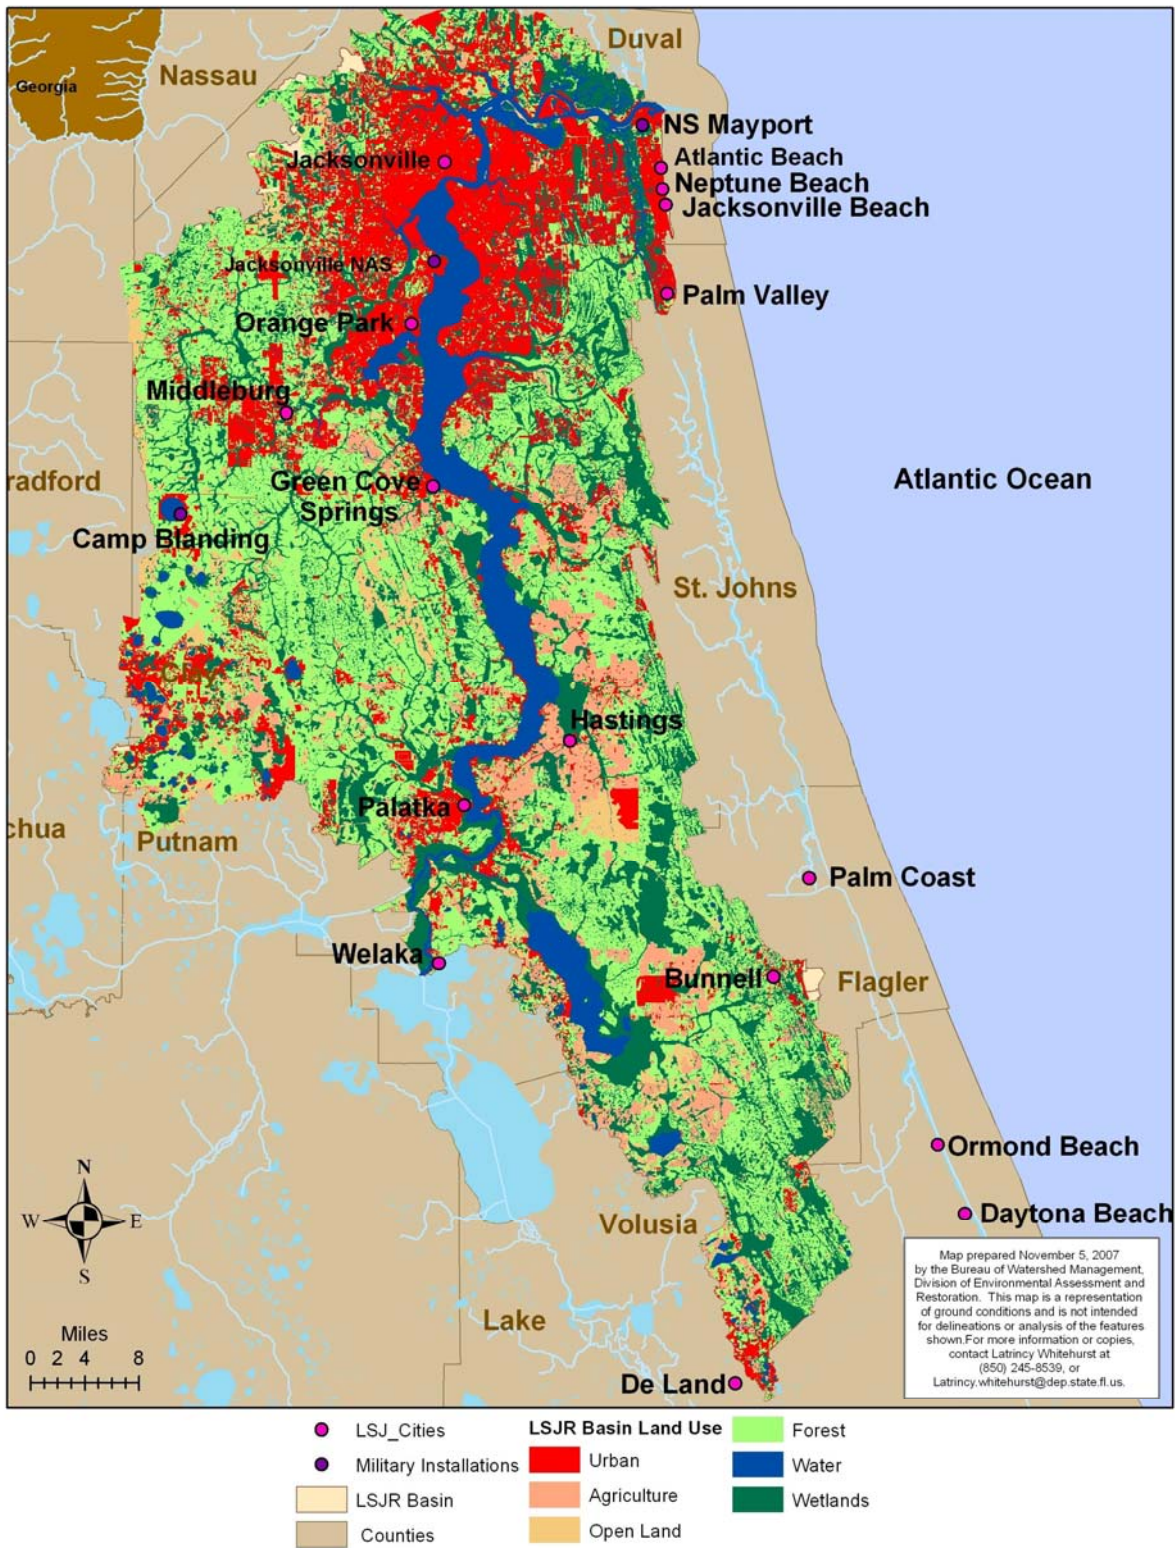 Duval
Nassau
Georgia
NS Mayport
Jacksonville
Atlantic Beach
Neptune Beach
Jacksonville Beach
Jacksonville NAS
Palm Valley
Orange Park
Middleburg
radford
Green Cove
Springs
Atlantic Ocean
Camp Blanding
St. Johns
Clay
Hastings
Palatka
chua
Putnam
Palm Coast
Welaka
Bunnell
Flagler
Ormond Beach
N
W
E
S
Volusia
Daytona Beach
Map prepared November 5, 2007
by the Bureau of Watershed Management,
Division of Environmental Assessment and
Restoration. This map is a representation
of ground conditions and is not intended
for delineations or analysis of the features
shown.For more information or copies,
contact Latrincy Whitehurst at
(850) 245-8539, or
Latrincy.whitehurst@dep.state.fl.us.
Lake
Miles
0 2 4 8
De Land
LSJ_Cities
Military Installations
LSJR Basin
Counties
LSJR Basin Land Use
Urban
Agriculture
Open Land
Forest
Water
Wetlands